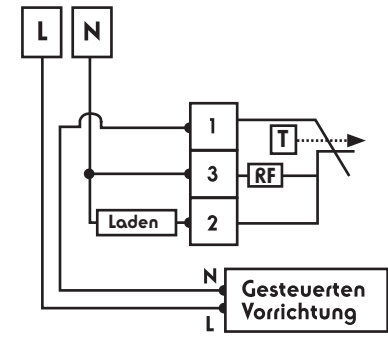 L N
1
T
3 RF
Laden 2
N
Gesteuerten
Vorrichtung
L